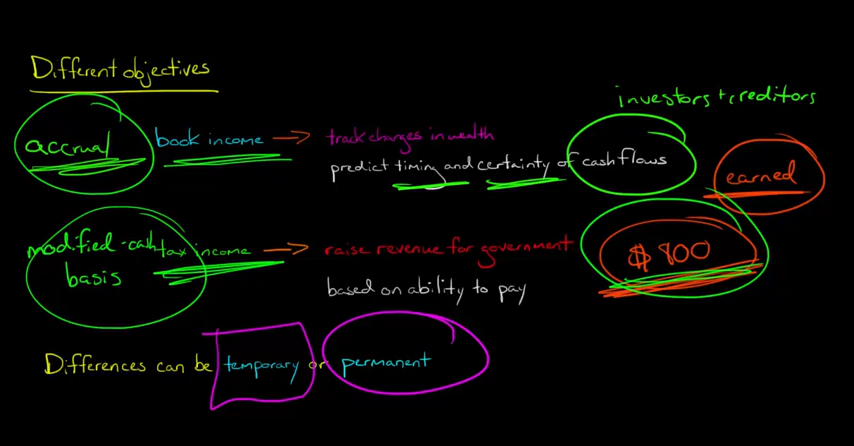 Different objectives
investors + creditors
accrual book income → track changes in wealth
predict timing and certainty of cash flows
earned
modified-cash basis tax income → raise revenue for government
$800
based on ability to pay
Differences can be temporary or permanent